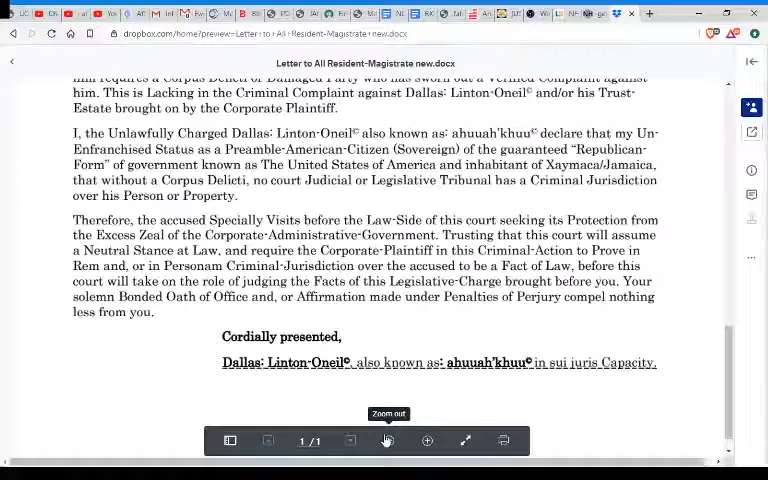 dropbox.com/home?preview=Letter+to+All+Resident-Magistrate+new.docx
Letter to All Resident-Magistrate new.docx
him requires a Corpus Delicti or Damaged Party who has sworn out a Verified Complaint against
him. This is Lacking in the Criminal Complaint against Dallas: Linton-Oneil© and/or his Trust-
Estate brought on by the Corporate Plaintiff.
I, the Unlawfully Charged Dallas: Linton-Oneil© also known as: ahuuah'khuu© declare that my Un-
Enfranchised Status as a Preamble-American-Citizen (Sovereign) of the guaranteed “Republican-
Form” of government known as The United States of America and inhabitant of Xaymaca/Jamaica,
that without a Corpus Delicti, no court Judicial or Legislative Tribunal has a Criminal Jurisdiction
over his Person or Property.
Therefore, the accused Specially Visits before the Law-Side of this court seeking its Protection from
the Excess Zeal of the Corporate-Administrative-Government. Trusting that this court will assume
a Neutral Stance at Law, and require the Corporate-Plaintiff in this Criminal-Action to Prove in
Rem and, or in Personam Criminal-Jurisdiction over the accused to be a Fact of Law, before this
court will take on the role of judging the Facts of this Legislative-Charge brought before you. Your
solemn Bonded Oath of Office and, or Affirmation made under Penalties of Perjury compel nothing
less from you.
Cordially presented,
Dallas: Linton-Oneil©, also known as: ahuuah'khuu© in sui juris Capacity.
Zoom out
1 / 1